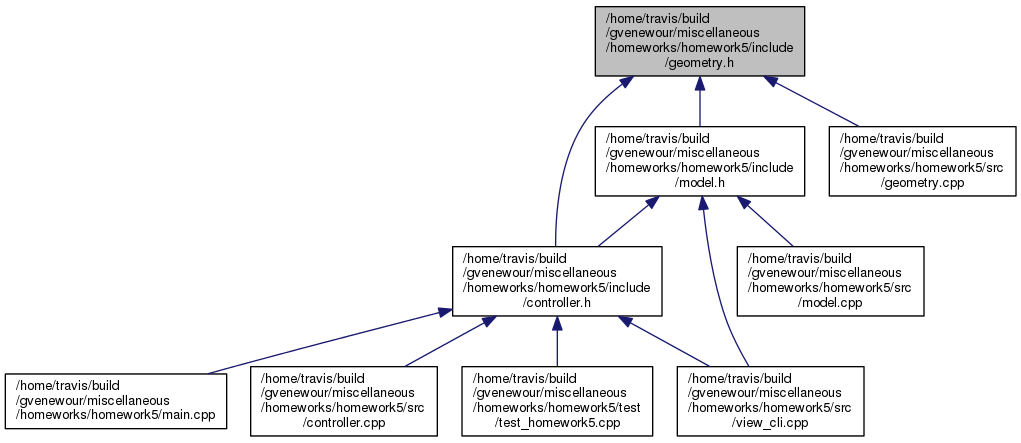 /home/travis/build
/gvenewour/miscellaneous
/homeworks/homework5/include
/geometry.h
/home/travis/build
/gvenewour/miscellaneous
/homeworks/homework5/include
/model.h
/home/travis/build
/gvenewour/miscellaneous
/homeworks/homework5/src
/geometry.cpp
/home/travis/build
/gvenewour/miscellaneous
/homeworks/homework5/include
/controller.h
/home/travis/build
/gvenewour/miscellaneous
/homeworks/homework5/src
/model.cpp
/home/travis/build
/gvenewour/miscellaneous
/homeworks/homework5/main.cpp
/home/travis/build
/gvenewour/miscellaneous
/homeworks/homework5/src
/controller.cpp
/home/travis/build
/gvenewour/miscellaneous
/homeworks/homework5/test
/test_homework5.cpp
/home/travis/build
/gvenewour/miscellaneous
/homeworks/homework5/src
/view_cli.cpp